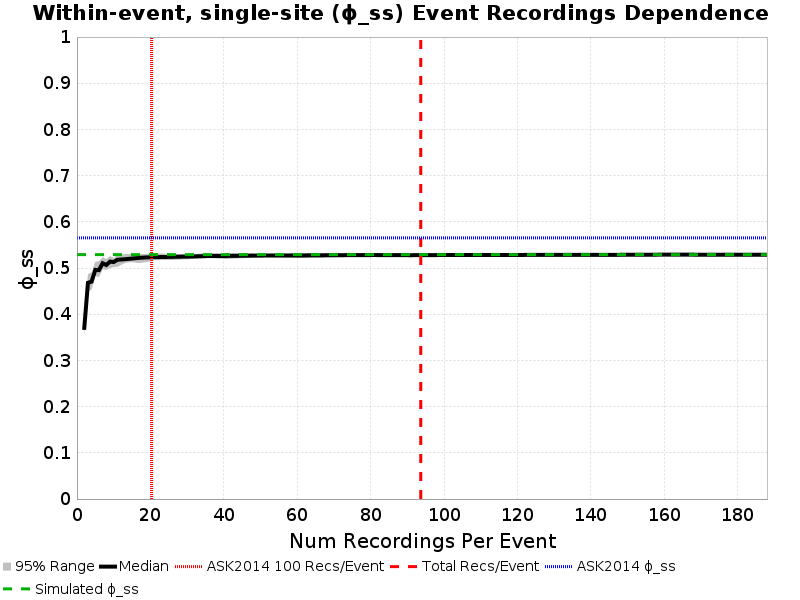 Within-event, single-site (ϕ_ss) Event Recordings Dependence
1
0.9
0.8
0.7
0.6
0.5
0.4
0.3
0.2
0.1
0
ϕ_ss
0 20 40 60 80 100 120 140 160 180
Num Recordings Per Event
95% Range Median ASK2014 100 Recs/Event Total Recs/Event ASK2014 ϕ_ss
Simulated ϕ_ss